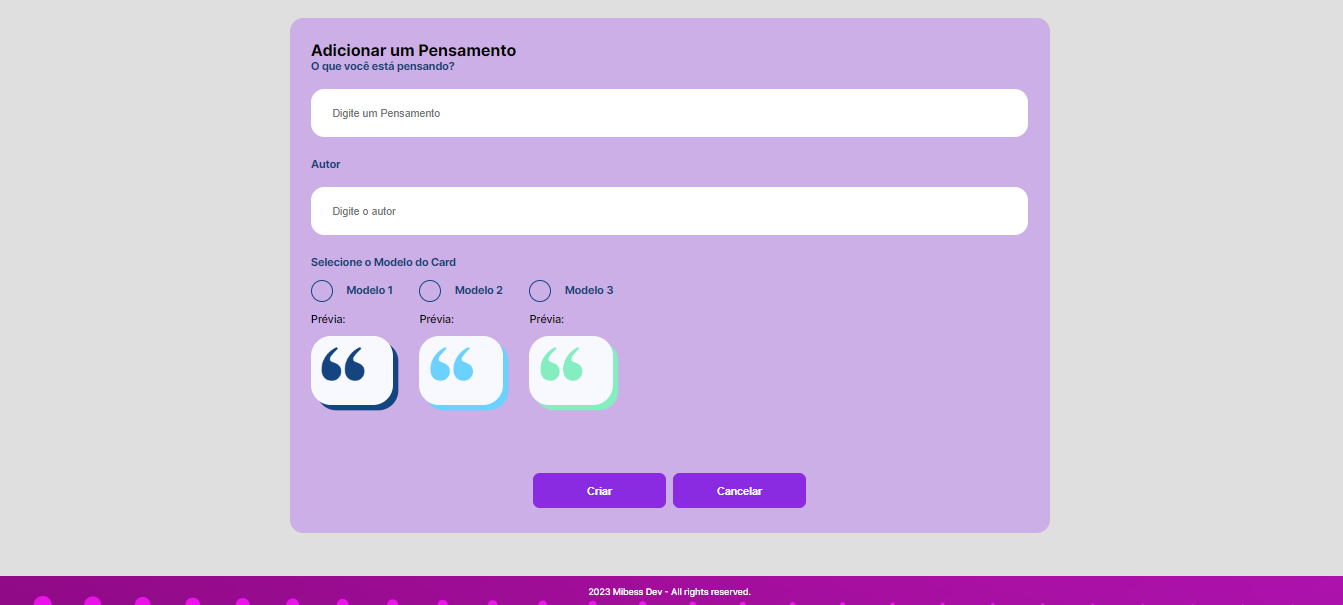 Adicionar um Pensamento
O que você está pensando?
Digite um Pensamento
Autor
Digite o autor
Selecione o Modelo do Card
Modelo 1 Modelo 2 Modelo 3
Prévia: Prévia: Prévia:
Criar Cancelar
2023 Mibess Dev - All rights reserved.